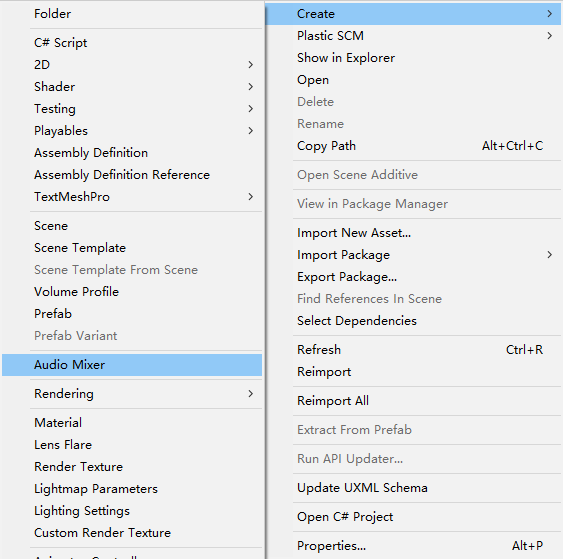 Folder
C# Script
2D
Shader
Testing
Playables
Assembly Definition
Assembly Definition Reference
TextMeshPro
Scene
Scene Template
Scene Template From Scene
Volume Profile
Prefab
Prefab Variant
Audio Mixer
Rendering
Material
Lens Flare
Render Texture
Lightmap Parameters
Lighting Settings
Custom Render Texture
Create
Plastic SCM
Show in Explorer
Open
Delete
Rename
Copy Path Alt+Ctrl+C
Open Scene Additive
View in Package Manager
Import New Asset...
Import Package
Export Package...
Find References In Scene
Select Dependencies
Refresh Ctrl+R
Reimport
Reimport All
Extract From Prefab
Run API Updater...
Update UXML Schema
Open C# Project
Properties... Alt+P